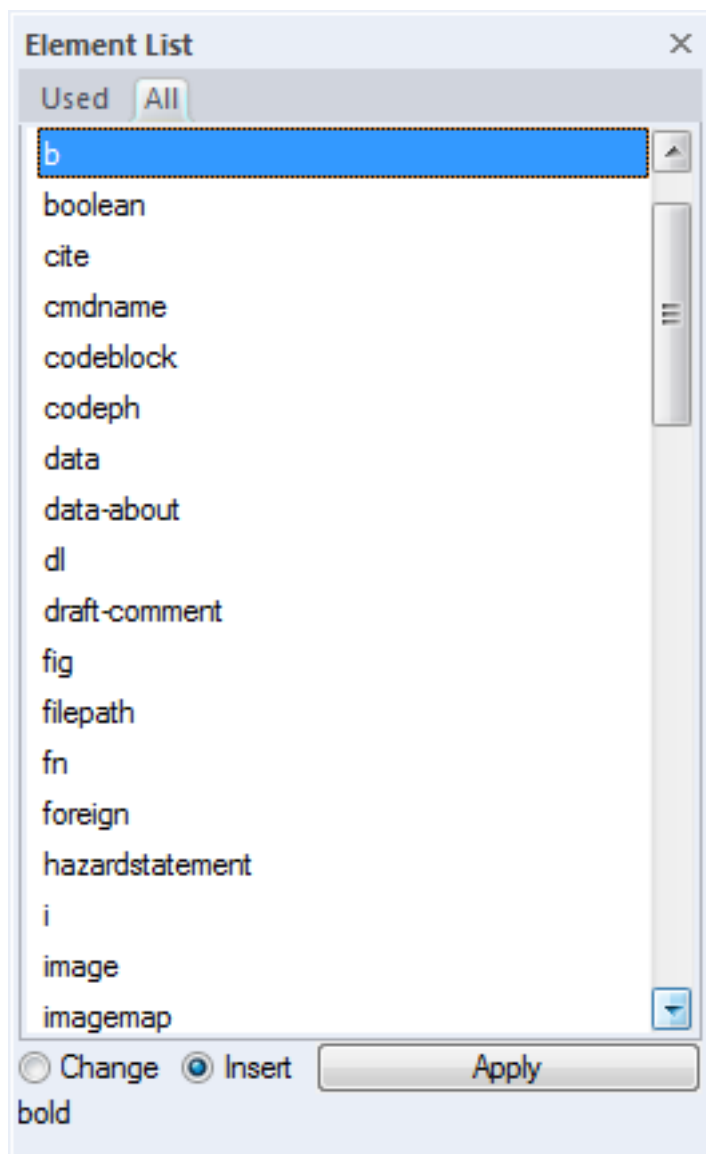 Element List
Used All
b
boolean
cite
cmdname
codeblock
codeph
data
data-about
dl
draft-comment
fig
filepath
fn
foreign
hazardstatement
i
image
imagemap
Change Insert Apply
bold